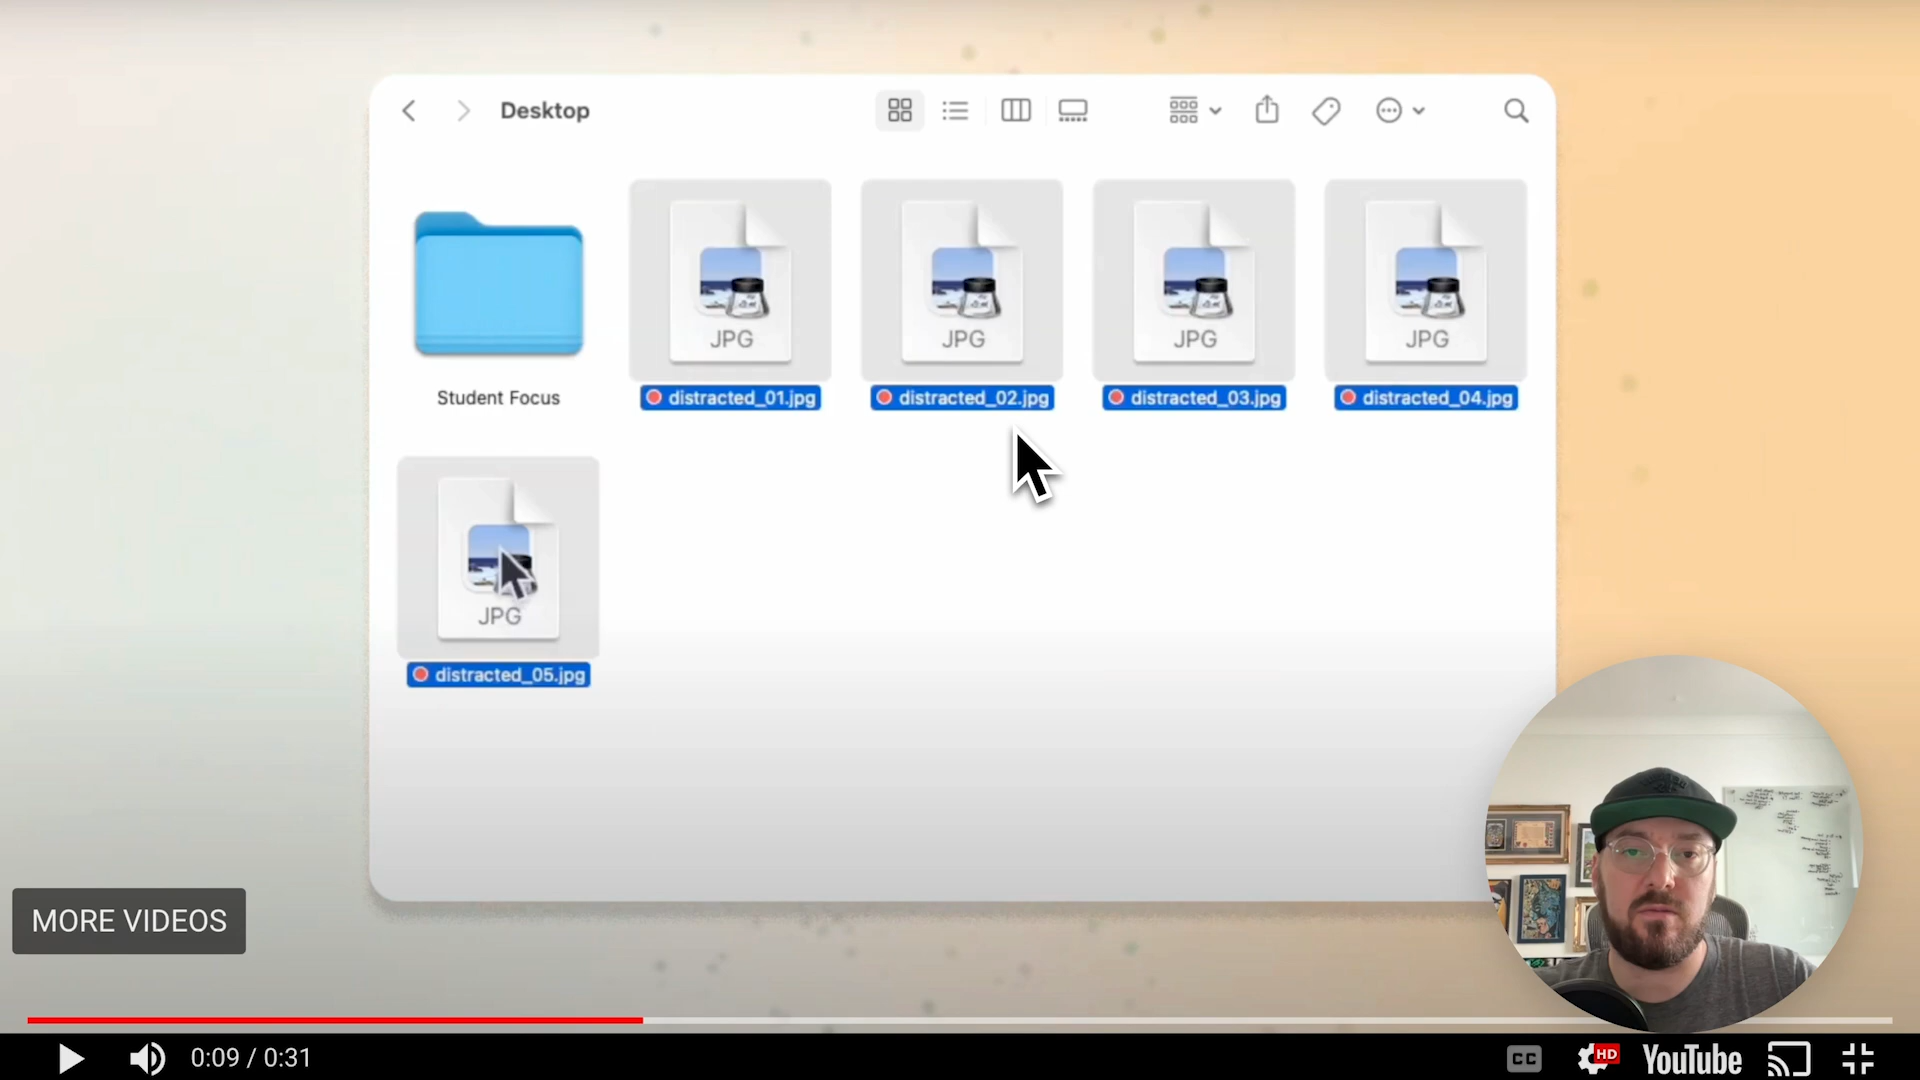 Desktop
JPG
JPG
JPG
JPG
Student Focus
distracted_01.jpg
distracted_02.jpg
distracted_03.jpg
distracted_04.jpg
JPG
distracted_05.jpg
MORE VIDEOS
0:09 / 0:31
CC
HD
YouTube